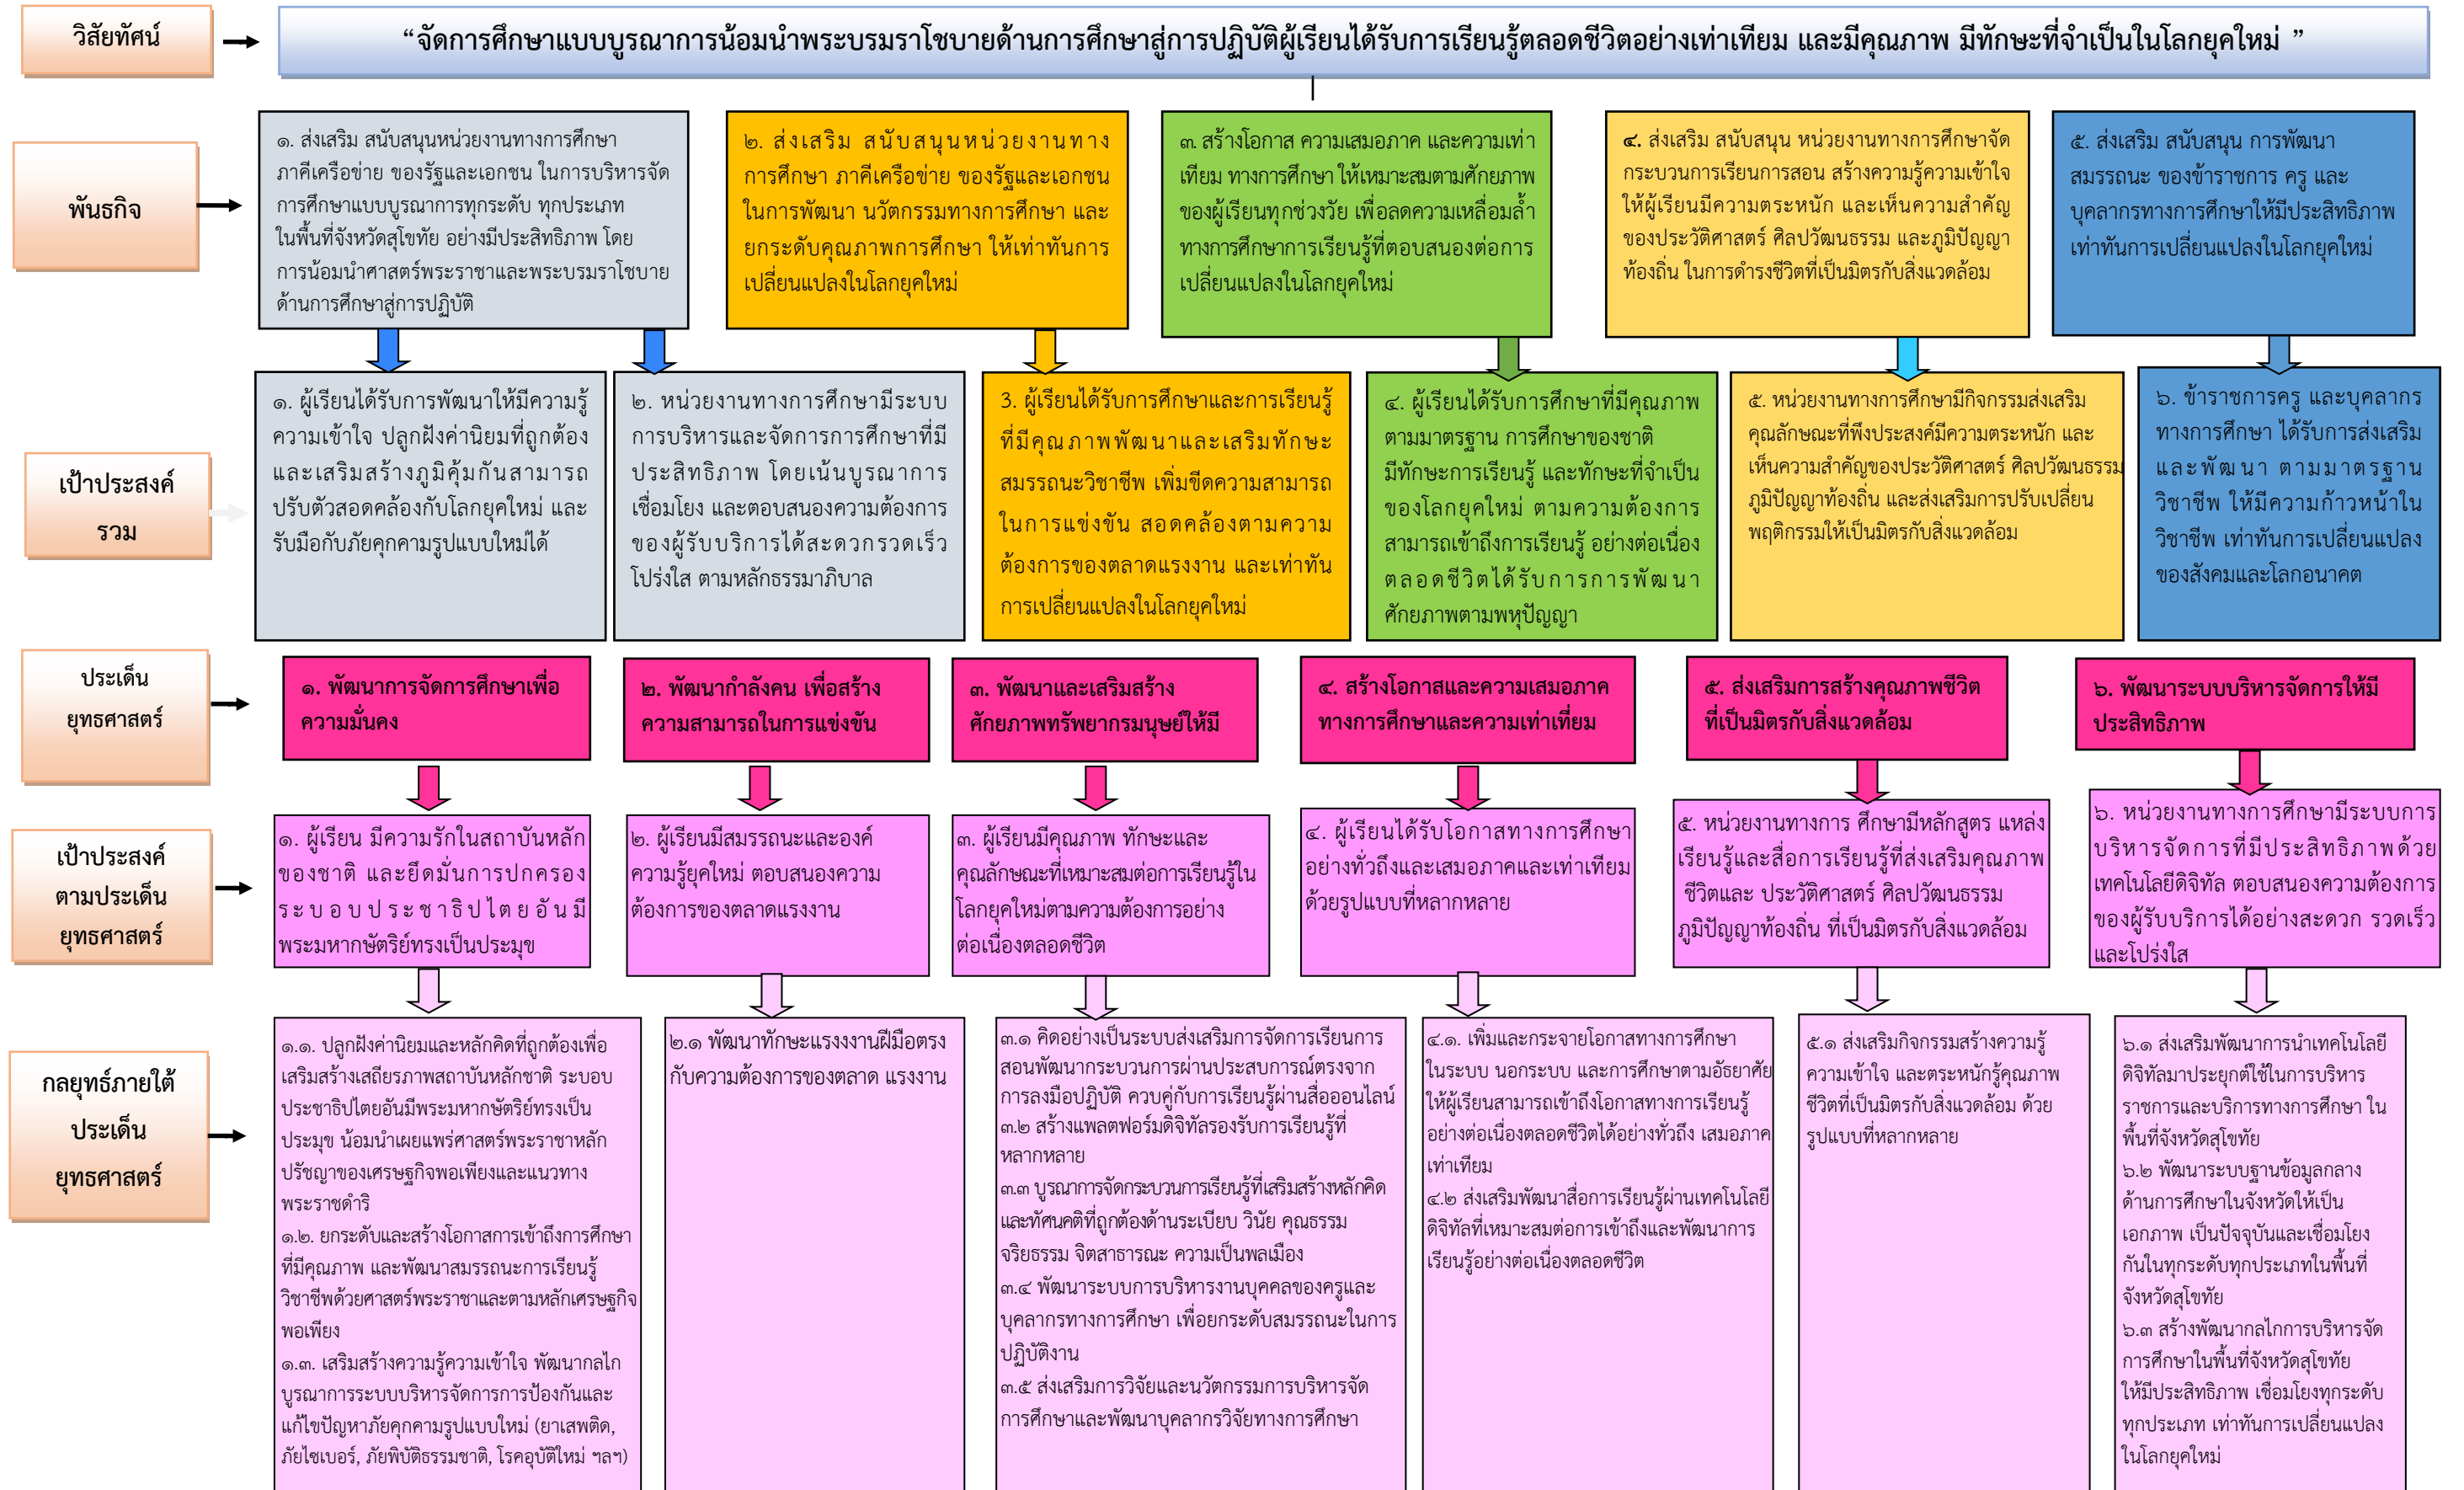 วิสัยทัศน์
“จัดการศึกษาแบบบูรณาการน้อมนำพระบรมราโชบายด้านการศึกษาสู่การปฏิบัติผู้เรียนได้รับการเรียนรู้ตลอดชีวิตอย่างเท่าเทียม และมีคุณภาพ มีทักษะที่จำเป็นในโลกยุคใหม่ ”
พันธกิจ
๑. ส่งเสริม สนับสนุนหน่วยงานทางการศึกษา
ภาคีเครือข่าย ของรัฐและเอกชน ในการบริหารจัด
การศึกษาแบบบูรณาการทุกระดับ ทุกประเภท
ในพื้นที่จังหวัดสุโขทัย อย่างมีประสิทธิภาพ โดย
การน้อมนำศาสตร์พระราชาและพระบรมราโชบาย
ด้านการศึกษาสู่การปฏิบัติ
๒. ส่งเสริม สนับสนุนหน่วยงานทาง
การศึกษา ภาคีเครือข่าย ของรัฐและเอกชน
ในการพัฒนา นวัตกรรมทางการศึกษา และ
ยกระดับคุณภาพการศึกษา ให้เท่าทันการ
เปลี่ยนแปลงในโลกยุคใหม่
๓. สร้างโอกาส ความเสมอภาค และความเท่า
เทียม ทางการศึกษา ให้เหมาะสมตามศักยภาพ
ของผู้เรียนทุกช่วงวัย เพื่อลดความเหลื่อมล้ำ
ทางการศึกษาการเรียนรู้ที่ตอบสนองต่อการ
เปลี่ยนแปลงในโลกยุคใหม่
๔. ส่งเสริม สนับสนุน หน่วยงานทางการศึกษาจัด
กระบวนการเรียนการสอน สร้างความรู้ความเข้าใจ
ให้ผู้เรียนมีความตระหนัก และเห็นความสำคัญ
ของประวัติศาสตร์ ศิลปวัฒนธรรม และภูมิปัญญา
ท้องถิ่น ในการดำรงชีวิตที่เป็นมิตรกับสิ่งแวดล้อม
๕. ส่งเสริม สนับสนุน การพัฒนา
สมรรถนะ ของข้าราชการ ครู และ
บุคลากรทางการศึกษาให้มีประสิทธิภาพ
เท่าทันการเปลี่ยนแปลงในโลกยุคใหม่
เป้าประสงค์
รวม
๑. ผู้เรียนได้รับการพัฒนาให้มีความรู้
ความเข้าใจ ปลูกฝังค่านิยมที่ถูกต้อง
และเสริมสร้างภูมิคุ้มกันสามารถ
ปรับตัวสอดคล้องกับโลกยุคใหม่ และ
รับมือกับภัยคุกคามรูปแบบใหม่ได้
๒. หน่วยงานทางการศึกษามีระบบ
การบริหารและจัดการการศึกษาที่มี
ประสิทธิภาพ โดยเน้นบูรณาการ
เชื่อมโยง และตอบสนองความต้องการ
ของผู้รับบริการได้สะดวกรวดเร็ว
โปร่งใส ตามหลักธรรมาภิบาล
3. ผู้เรียนได้รับการศึกษาและการเรียนรู้
ที่มีคุณภาพพัฒนาและเสริมทักษะ
สมรรถนะวิชาชีพ เพิ่มขีดความสามารถ
ในการแข่งขัน สอดคล้องตามความ
ต้องการของตลาดแรงงาน และเท่าทัน
การเปลี่ยนแปลงในโลกยุคใหม่
๔. ผู้เรียนได้รับการศึกษาที่มีคุณภาพ
ตามมาตรฐาน การศึกษาของชาติ
มีทักษะการเรียนรู้ และทักษะที่จำเป็น
ของโลกยุคใหม่ ตามความต้องการ
สามารถเข้าถึงการเรียนรู้ อย่างต่อเนื่อง
ตลอดชีวิตได้รับการการพัฒนา
ศักยภาพตามพหุปัญญา
๕. หน่วยงานทางการศึกษามีกิจกรรมส่งเสริม
คุณลักษณะที่พึงประสงค์มีความตระหนัก และ
เห็นความสำคัญของประวัติศาสตร์ ศิลปวัฒนธรรม
ภูมิปัญญาท้องถิ่น และส่งเสริมการปรับเปลี่ยน
พฤติกรรมให้เป็นมิตรกับสิ่งแวดล้อม
๖. ข้าราชการครู และบุคลากร
ทางการศึกษา ได้รับการส่งเสริม
และพัฒนา ตามมาตรฐาน
วิชาชีพ ให้มีความก้าวหน้าใน
วิชาชีพ เท่าทันการเปลี่ยนแปลง
ของสังคมและโลกอนาคต
ประเด็น
ยุทธศาสตร์
๑. พัฒนาการจัดการศึกษาเพื่อ
ความมั่นคง
๒. พัฒนากำลังคน เพื่อสร้าง
ความสามารถในการแข่งขัน
๓. พัฒนาและเสริมสร้าง
ศักยภาพทรัพยากรมนุษย์ให้มี
๔. สร้างโอกาสและความเสมอภาค
ทางการศึกษาและความเท่าเที่ยม
๕. ส่งเสริมการสร้างคุณภาพชีวิต
ที่เป็นมิตรกับสิ่งแวดล้อม
๖. พัฒนาระบบบริหารจัดการให้มี
ประสิทธิภาพ
เป้าประสงค์
ตามประเด็น
ยุทธศาสตร์
๑. ผู้เรียน มีความรักในสถาบันหลัก
ของชาติ และยึดมั่นการปกครอง
ระบอบประชาธิปไตยอันมี
พระมหากษัตริย์ทรงเป็นประมุข
๒. ผู้เรียนมีสมรรถนะและองค์
ความรู้ยุคใหม่ ตอบสนองความ
ต้องการของตลาดแรงงาน
๓. ผู้เรียนมีคุณภาพ ทักษะและ
คุณลักษณะที่เหมาะสมต่อการเรียนรู้ใน
โลกยุคใหม่ตามความต้องการอย่าง
ต่อเนื่องตลอดชีวิต
๔. ผู้เรียนได้รับโอกาสทางการศึกษา
อย่างทั่วถึงและเสมอภาคและเท่าเทียม
ด้วยรูปแบบที่หลากหลาย
๕. หน่วยงานทางการ ศึกษามีหลักสูตร แหล่ง
เรียนรู้และสื่อการเรียนรู้ที่ส่งเสริมคุณภาพ
ชีวิตและ ประวัติศาสตร์ ศิลปวัฒนธรรม
ภูมิปัญญาท้องถิ่น ที่เป็นมิตรกับสิ่งแวดล้อม
๖. หน่วยงานทางการศึกษามีระบบการ
บริหารจัดการที่มีประสิทธิภาพด้วย
เทคโนโลยีดิจิทัล ตอบสนองความต้องการ
ของผู้รับบริการได้อย่างสะดวก รวดเร็ว
และโปร่งใส
กลยุทธ์ภายใต้
ประเด็น
ยุทธศาสตร์
๑.๑. ปลูกฝังค่านิยมและหลักคิดที่ถูกต้องเพื่อ
เสริมสร้างเสถียรภาพสถาบันหลักชาติ ระบอบ
ประชาธิปไตยอันมีพระมหากษัตริย์ทรงเป็น
ประมุข น้อมนำเผยแพร่ศาสตร์พระราชาหลัก
ปรัชญาของเศรษฐกิจพอเพียงและแนวทาง
พระราชดำริ
๑.๒. ยกระดับและสร้างโอกาสการเข้าถึงการศึกษา
ที่มีคุณภาพ และพัฒนาสมรรถนะการเรียนรู้
วิชาชีพด้วยศาสตร์พระราชาและตามหลักเศรษฐกิจ
พอเพียง
๑.๓. เสริมสร้างความรู้ความเข้าใจ พัฒนากลไก
บูรณาการระบบบริหารจัดการการป้องกันและ
แก้ไขปัญหาภัยคุกคามรูปแบบใหม่ (ยาเสพติด,
ภัยไซเบอร์, ภัยพิบัติธรรมชาติ, โรคอุบัติใหม่ ฯลฯ)
๒.๑ พัฒนาทักษะแรงงงานฝีมือตรง
กับความต้องการของตลาด แรงงาน
๓.๑ คิดอย่างเป็นระบบส่งเสริมการจัดการเรียนการ
สอนพัฒนากระบวนการผ่านประสบการณ์ตรงจาก
การลงมือปฏิบัติ ควบคู่กับการเรียนรู้ผ่านสื่อออนไลน์
๓.๒ สร้างแพลตฟอร์มดิจิทัลรองรับการเรียนรู้ที่
หลากหลาย
๓.๓ บูรณาการจัดกระบวนการเรียนรู้ที่เสริมสร้างหลักคิด
และทัศนคติที่ถูกต้องด้านระเบียบ วินัย คุณธรรม
จริยธรรม จิตสาธารณะ ความเป็นพลเมือง
๓.๔ พัฒนาระบบการบริหารงานบุคคลของครูและ
บุคลากรทางการศึกษา เพื่อยกระดับสมรรถนะในการ
ปฏิบัติงาน
๓.๕ ส่งเสริมการวิจัยและนวัตกรรมการบริหารจัด
การศึกษาและพัฒนาบุคลากรวิจัยทางการศึกษา
๔.๑. เพิ่มและกระจายโอกาสทางการศึกษา
ในระบบ นอกระบบ และการศึกษาตามอัธยาศัย
ให้ผู้เรียนสามารถเข้าถึงโอกาสทางการเรียนรู้
อย่างต่อเนื่องตลอดชีวิตได้อย่างทั่วถึง เสมอภาค
เท่าเทียม
๔.๒ ส่งเสริมพัฒนาสื่อการเรียนรู้ผ่านเทคโนโลยี
ดิจิทัลที่เหมาะสมต่อการเข้าถึงและพัฒนาการ
เรียนรู้อย่างต่อเนื่องตลอดชีวิต
๕.๑ ส่งเสริมกิจกรรมสร้างความรู้
ความเข้าใจ และตระหนักรู้คุณภาพ
ชีวิตที่เป็นมิตรกับสิ่งแวดล้อม ด้วย
รูปแบบที่หลากหลาย
๖.๑ ส่งเสริมพัฒนาการนำเทคโนโลยี
ดิจิทัลมาประยุกต์ใช้ในการบริหาร
ราชการและบริการทางการศึกษา ใน
พื้นที่จังหวัดสุโขทัย
๖.๒ พัฒนาระบบฐานข้อมูลกลาง
ด้านการศึกษาในจังหวัดให้เป็น
เอกภาพ เป็นปัจจุบันและเชื่อมโยง
กันในทุกระดับทุกประเภทในพื้นที่
จังหวัดสุโขทัย
๖.๓ สร้างพัฒนากลไกการบริหารจัด
การศึกษาในพื้นที่จังหวัดสุโขทัย
ให้มีประสิทธิภาพ เชื่อมโยงทุกระดับ
ทุกประเภท เท่าทันการเปลี่ยนแปลง
ในโลกยุคใหม่